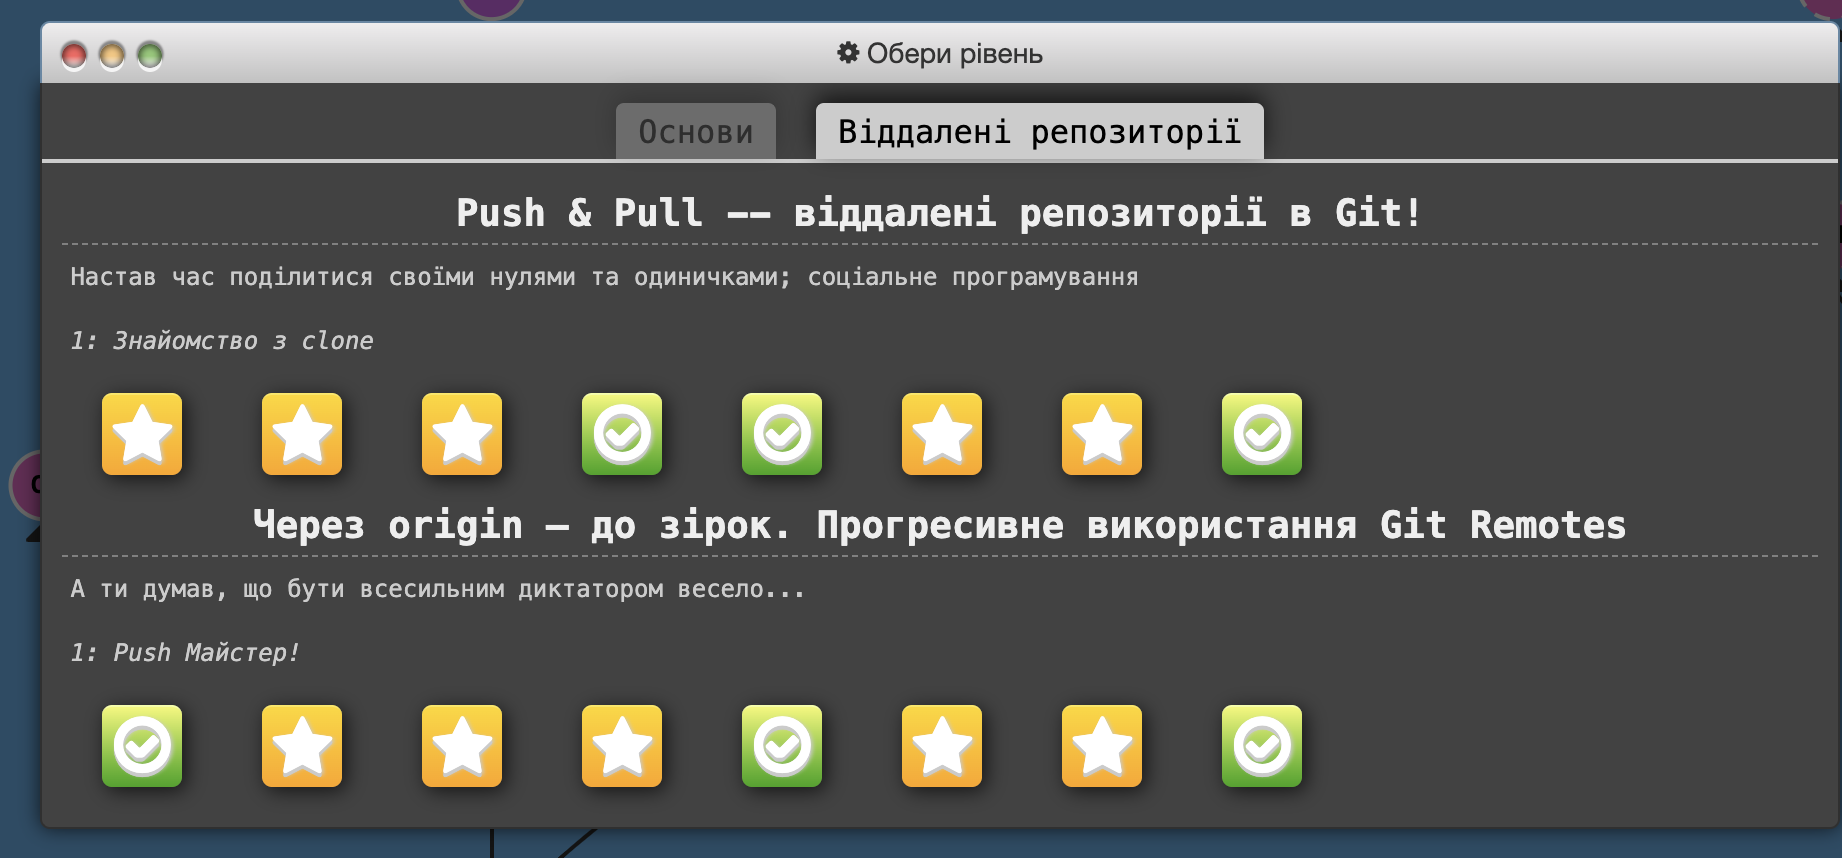 Обери рівень
Основи
Віддалені репозиторії
Push & Pull –– віддалені репозиторії в Git!
Настав час поділитися своїми нулями та одиничками; соціальне програмування
1: Знайомство з clone
Через origin – до зірок. Прогресивне використання Git Remotes
А ти думав, що бути всесильним диктатором весело...
1: Push Майстер!